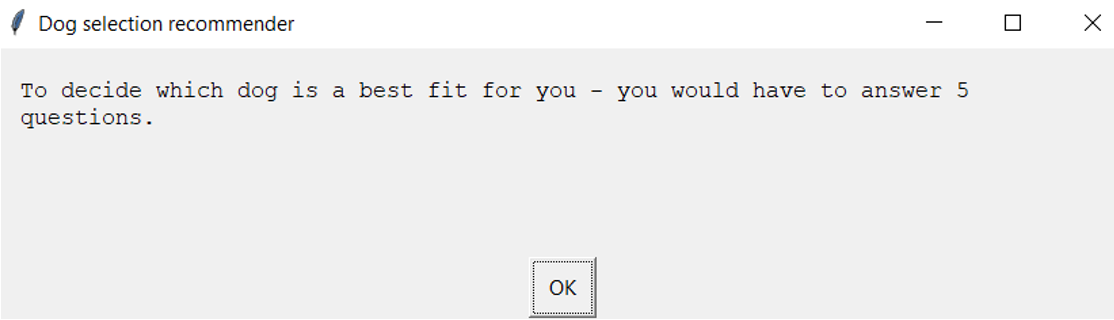 Dog selection recommender
To decide which dog is a best fit for you - you would have to answer 5
questions.
OK